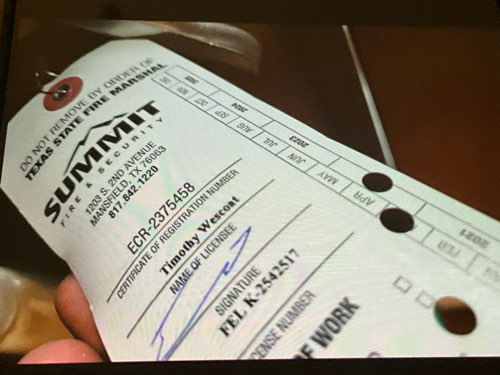 DO NOT REMOVE BY ORDER OF
TEXAS STATE FIRE MARSHAL
SUMMIT
FIRE & SECURITY
1203 S. 2ND AVENUE
MANSFIELD, TX 76063
817.842.1220
ECR-2375458
CERTIFICATE OF REGISTRATION NUMBER
Timothy Wescoat
NAME OF LICENSEE
SIGNATURE
FEL K-2542517
CENSE NUMBER
OF WORK
2024
2023
2021
DEC
NOV
OCT
SEP
AUG
JUL
JUN
MAY
APR
FEB